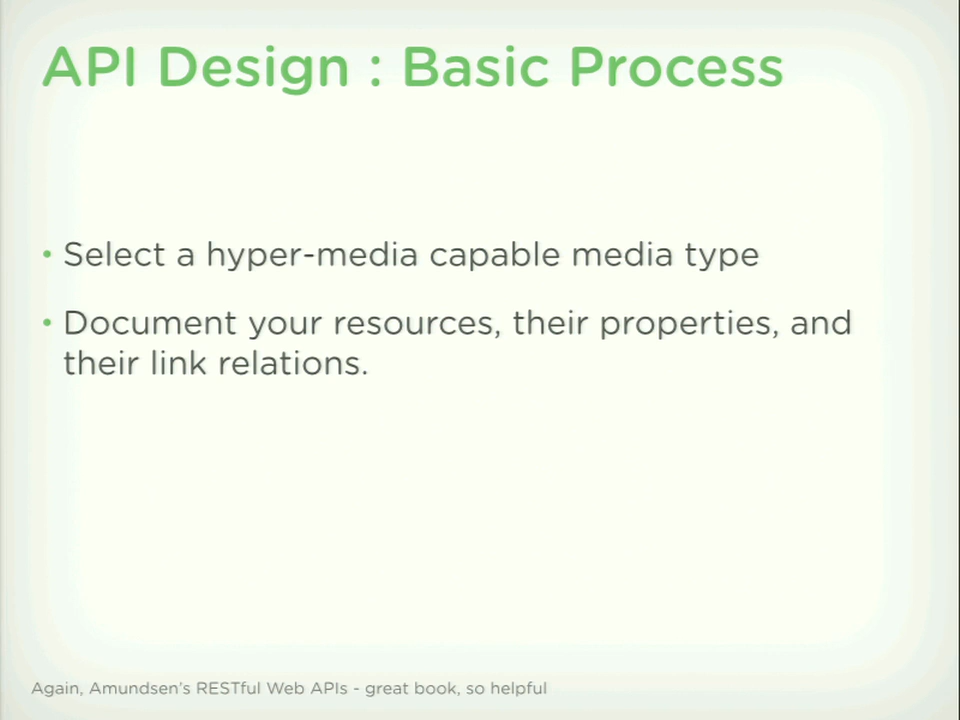 API Design : Basic Process
• Select a hyper-media capable media type
• Document your resources, their properties, and
their link relations.
Again, Amundsen's RESTful Web APIs - great book, so helpful